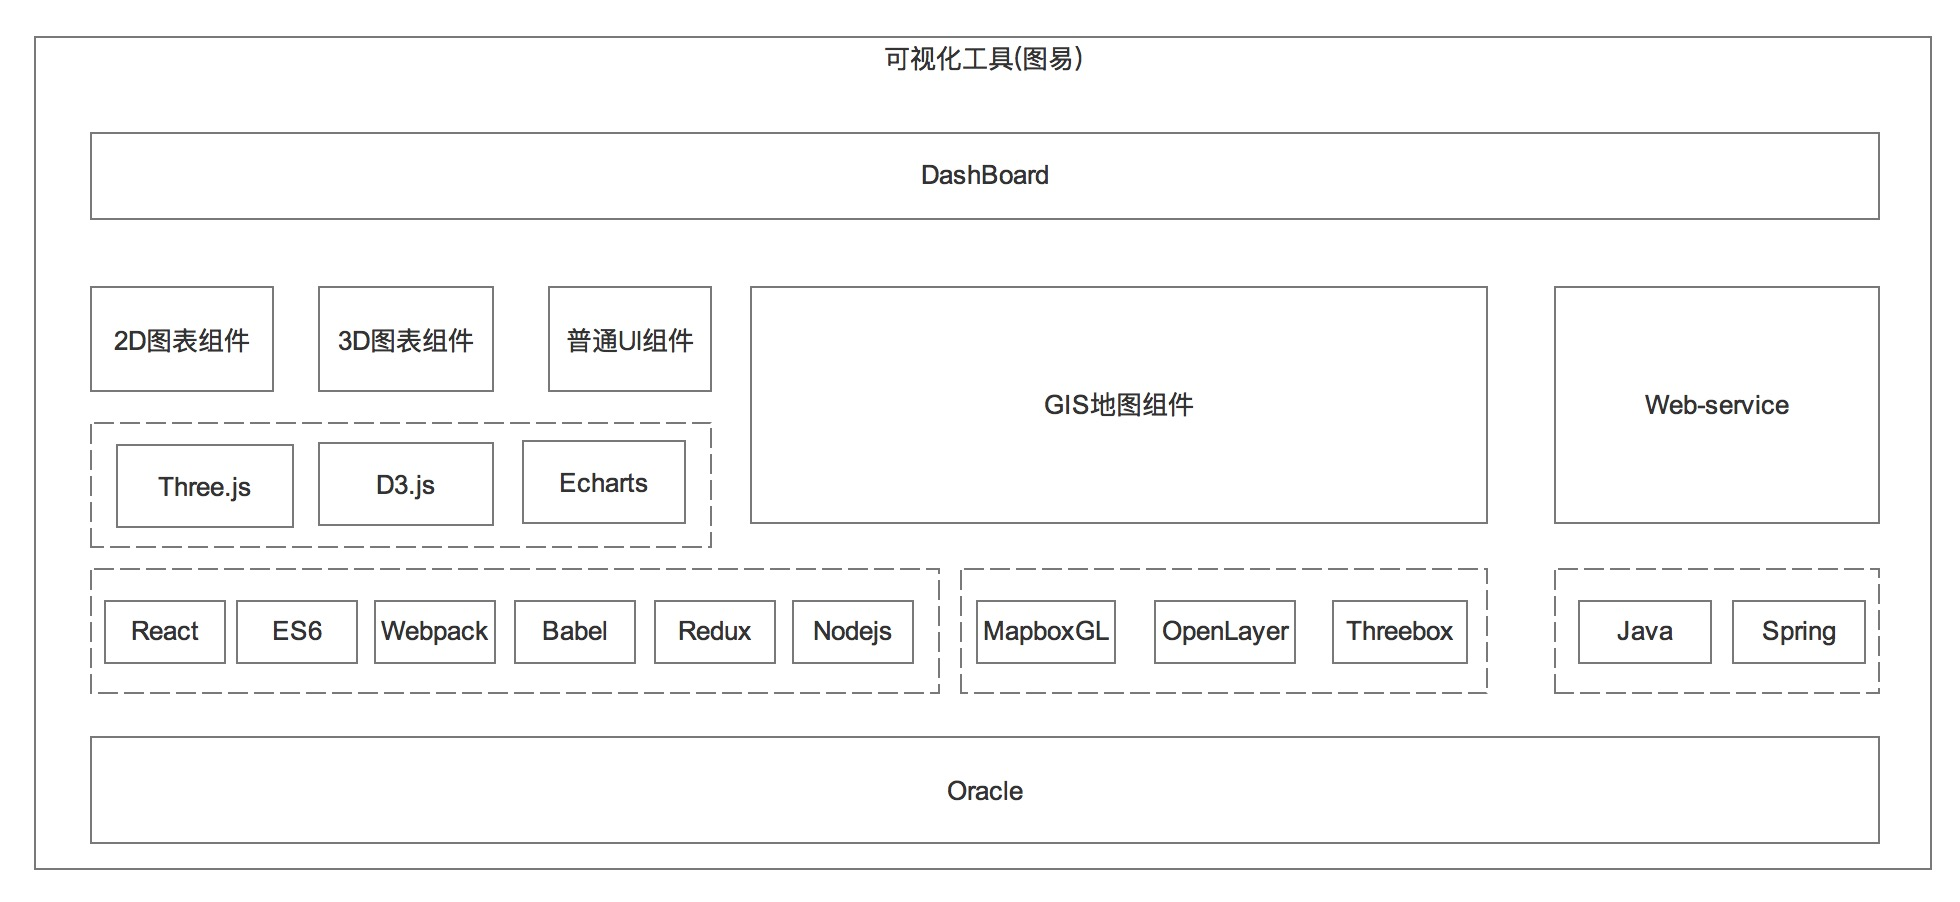 可视化工具(图易)
DashBoard
2D图表组件
3D图表组件
普通UI组件
GIS地图组件
Web-service
Three.js
D3.js
Echarts
React
ES6
Webpack
Babel
Redux
Nodejs
MapboxGL
OpenLayer
Threebox
Java
Spring
Oracle